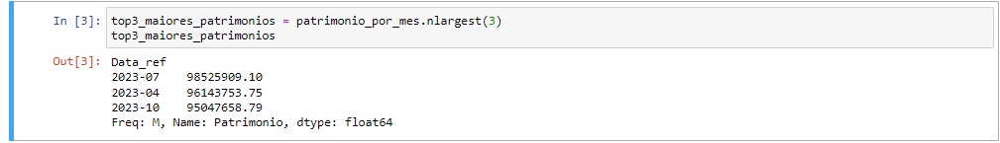 In [3]: top3_maiores_patrimonios = patrimonio_por_mes.nlargest(3)
top3_maiores_patrimonios
Out[3]: Data_ref
2023-07    98525909.10
2023-04    96143753.75
2023-10    95047658.79
Freq: M, Name: Patrimonio, dtype: float64